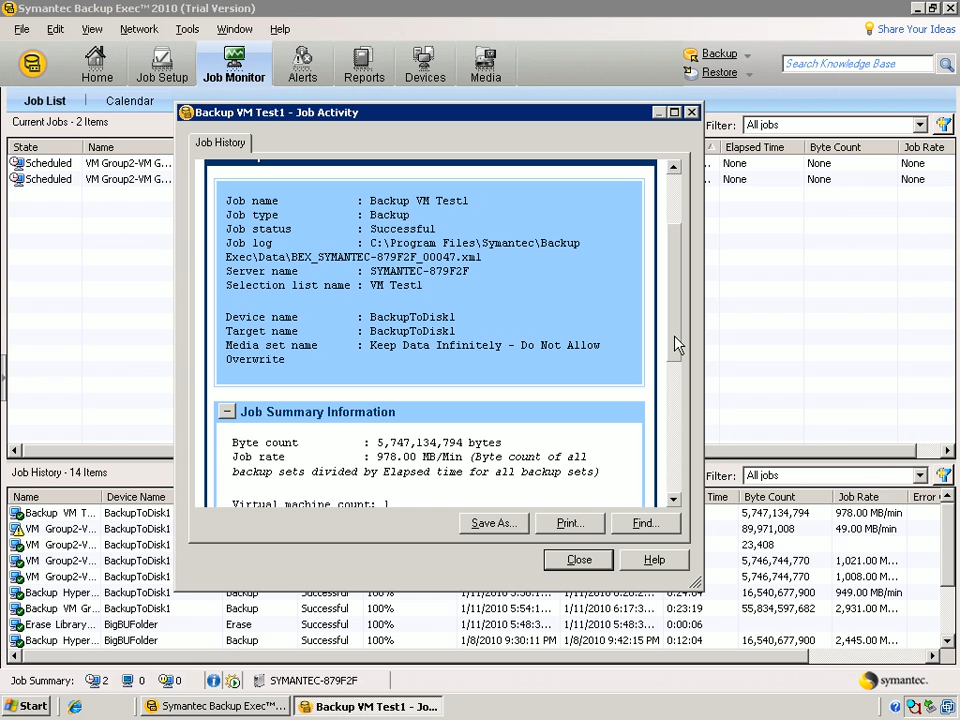 Symantec Backup Exec™ 2010 (Trial Version)
File Edit View Network Tools Window Help
Share Your Ideas
Home Job Setup Job Monitor Alerts Reports Devices Media
Backup
Restore
Search Knowledge Base
Job List Calendar
Current Jobs - 2 Items
Filter: All jobs
State Name Elapsed Time Byte Count Job Rate
Scheduled VM Group2-VM G... None None None
Scheduled VM Group2-VM G... None None None
Backup VM Test1 - Job Activity
Job History
Job name : Backup VM Test1
Job type : Backup
Job status : Successful
Job log : C:\Program Files\Symantec\Backup
Exec\Data\BEX_SYMANTEC-879F2F_00047.xml
Server name : SYMANTEC-879F2F
Selection list name : VM Test1
Device name : BackupToDisk1
Target name : BackupToDisk1
Media set name : Keep Data Infinitely - Do Not Allow
Overwrite
Job Summary Information
Byte count : 5,747,134,794 bytes
Job rate : 978.00 MB/Min (Byte count of all
backup sets divided by Elapsed time for all backup sets)
Virtual machine count: 1
Save As... Print... Find...
Close Help
Job History - 14 Items
Filter: All jobs
Name Device Name Time Byte Count Job Rate Error
Backup VM T... BackupToDisk1 5,747,134,794 978.00 MB/min
VM Group2-V... BackupToDisk1 89,971,008 49.00 MB/min
VM Group2-V... BackupToDisk1 23,408
VM Group2-V... BackupToDisk1 5,746,744,770 1,021.00 M...
VM Group2-V... BackupToDisk1 5,746,744,770 1,008.00 M...
Backup Hyper... BackupToDisk1 Backup Successful 100% 16,540,677,900 949.00 MB/min
Backup VM Gr... BackupToDisk1 Backup Successful 100% 1/11/2010 5:54:1... 1/11/2010 6:17:3... 0:23:19 55,834,597,682 2,931.00 M...
Erase Library... BigBUFolder Erase Successful 100% 1/11/2010 5:48:3... 1/11/2010 5:48:3... 0:00:06
Backup Hyper... BigBUFolder Backup Successful 100% 1/8/2010 9:30:11 PM 1/8/2010 9:42:15 PM 0:12:04 16,540,677,900 2,445.00 M...
Job Summary: 2 0 0 SYMANTEC-879F2F
symantec.
Start Symantec Backup Exec™... Backup VM Test1 - Jo...